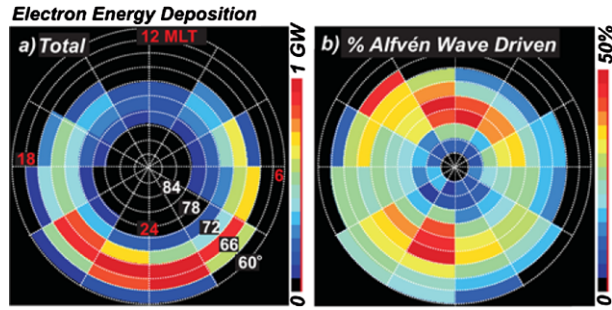 Electron Energy Deposition
a) Total
12 MLT
18
6
24
84
78
72
66
60°
1 GW
0
b) % Alfvén Wave Driven
50%
0